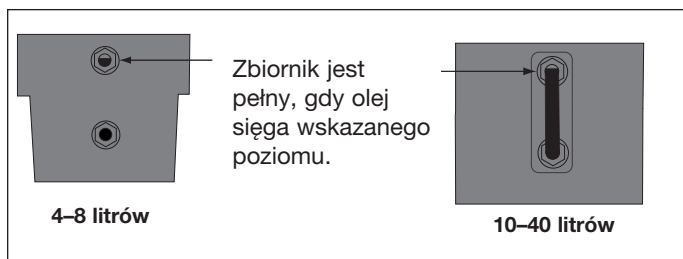 Zbiornik jest
pełny, gdy olej
sięga wskazanego
poziomu.
4–8 litrów
10–40 litrów